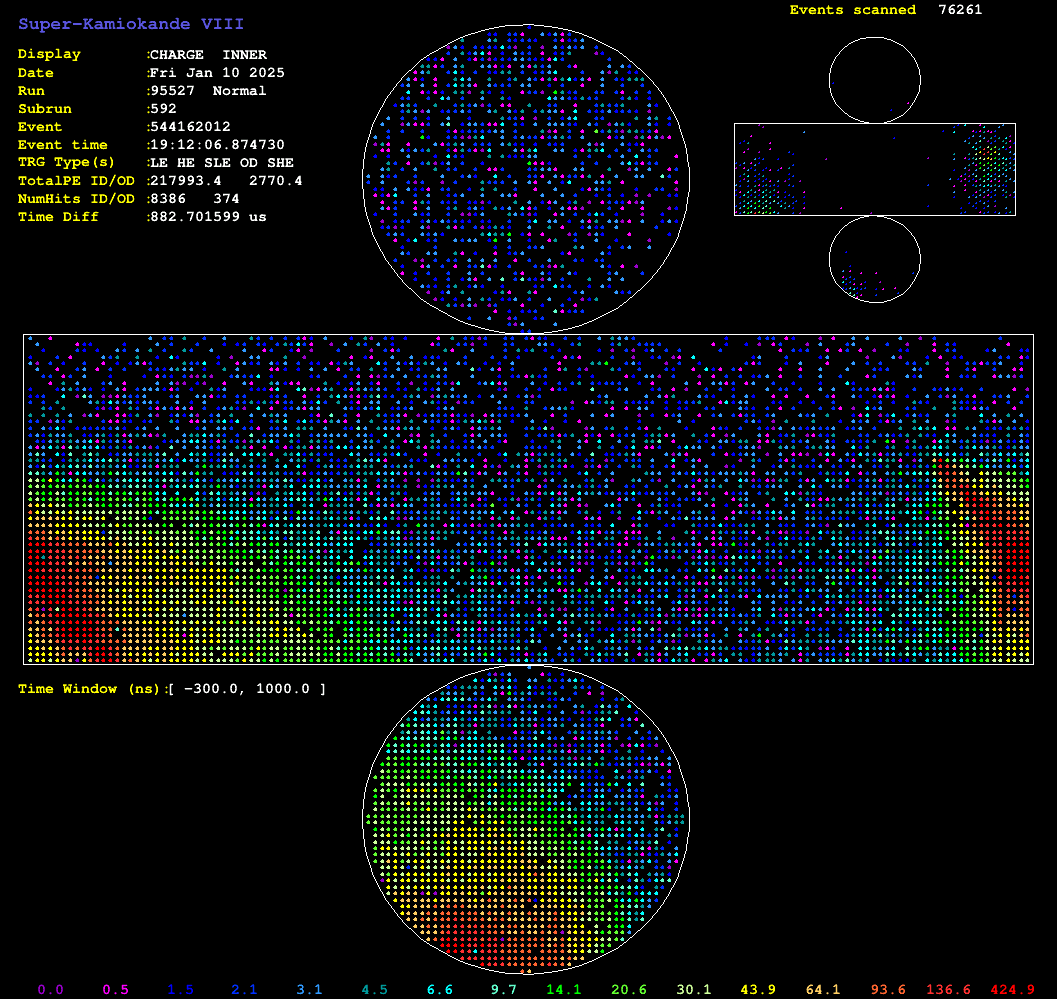 Super-Kamiokande VIII
Events scanned 76261
Display :CHARGE INNER
Date :Fri Jan 10 2025
Run :95527 Normal
Subrun :592
Event :544162012
Event time :19:12:06.874730
TRG Type(s) :LE HE SLE OD SHE
TotalPE ID/OD :217993.4 2770.4
NumHits ID/OD :8386 374
Time Diff :882.701599 us
Time Window (ns):[ -300.0, 1000.0 ]
0.0 0.5 1.5 2.1 3.1 4.5 6.6 9.7 14.1 20.6 30.1 43.9 64.1 93.6 136.6 424.9